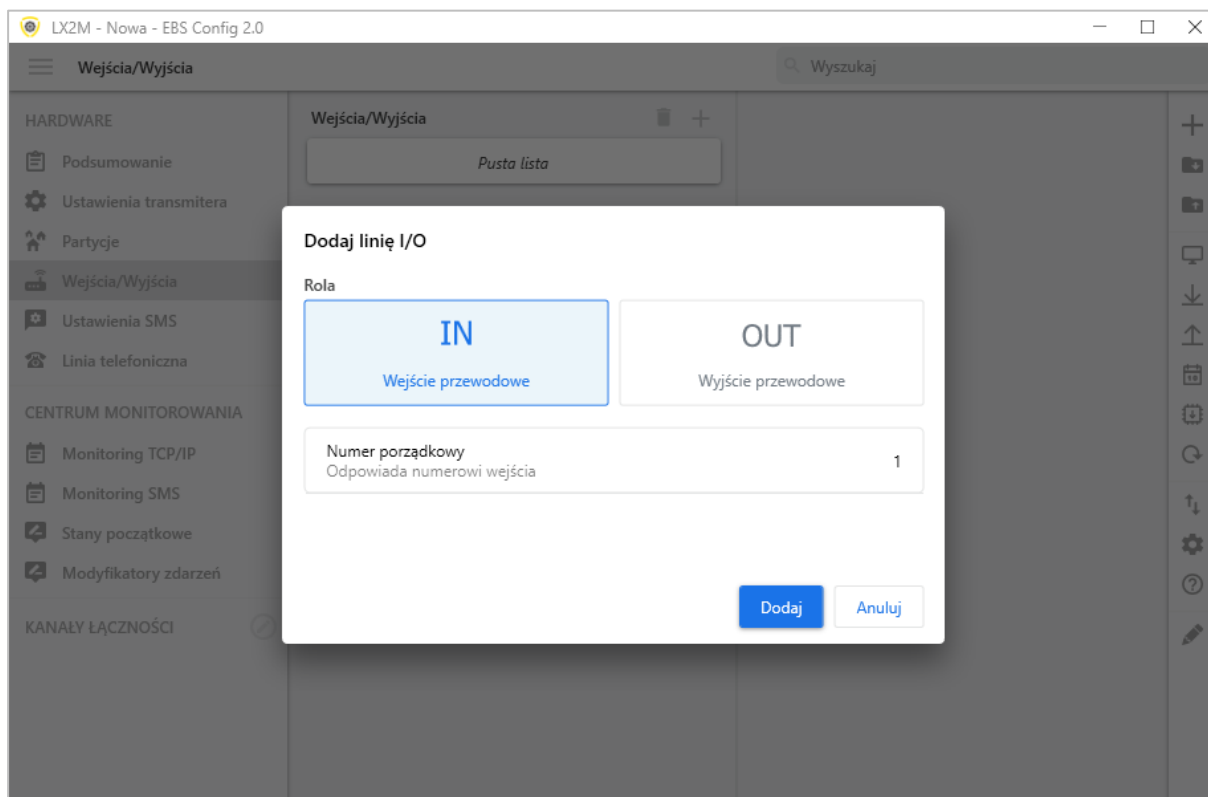 LX2M - Nowa - EBS Config 2.0
Wejścia/Wyjścia
Wyszukaj
HARDWARE
Podsumowanie
Ustawienia transmitera
Partycje
Wejścia/Wyjścia
Ustawienia SMS
Linia telefoniczna
CENTRUM MONITOROWANIA
Monitoring TCP/IP
Monitoring SMS
Stany początkowe
Modyfikatory zdarzeń
KANAŁY ŁĄCZNOŚCI
Wejścia/Wyjścia
Pusta lista
Dodaj linię I/O
Rola
IN
Wejście przewodowe
OUT
Wyjście przewodowe
Numer porządkowy
Odpowiada numerowi wejścia
1
Dodaj
Anuluj